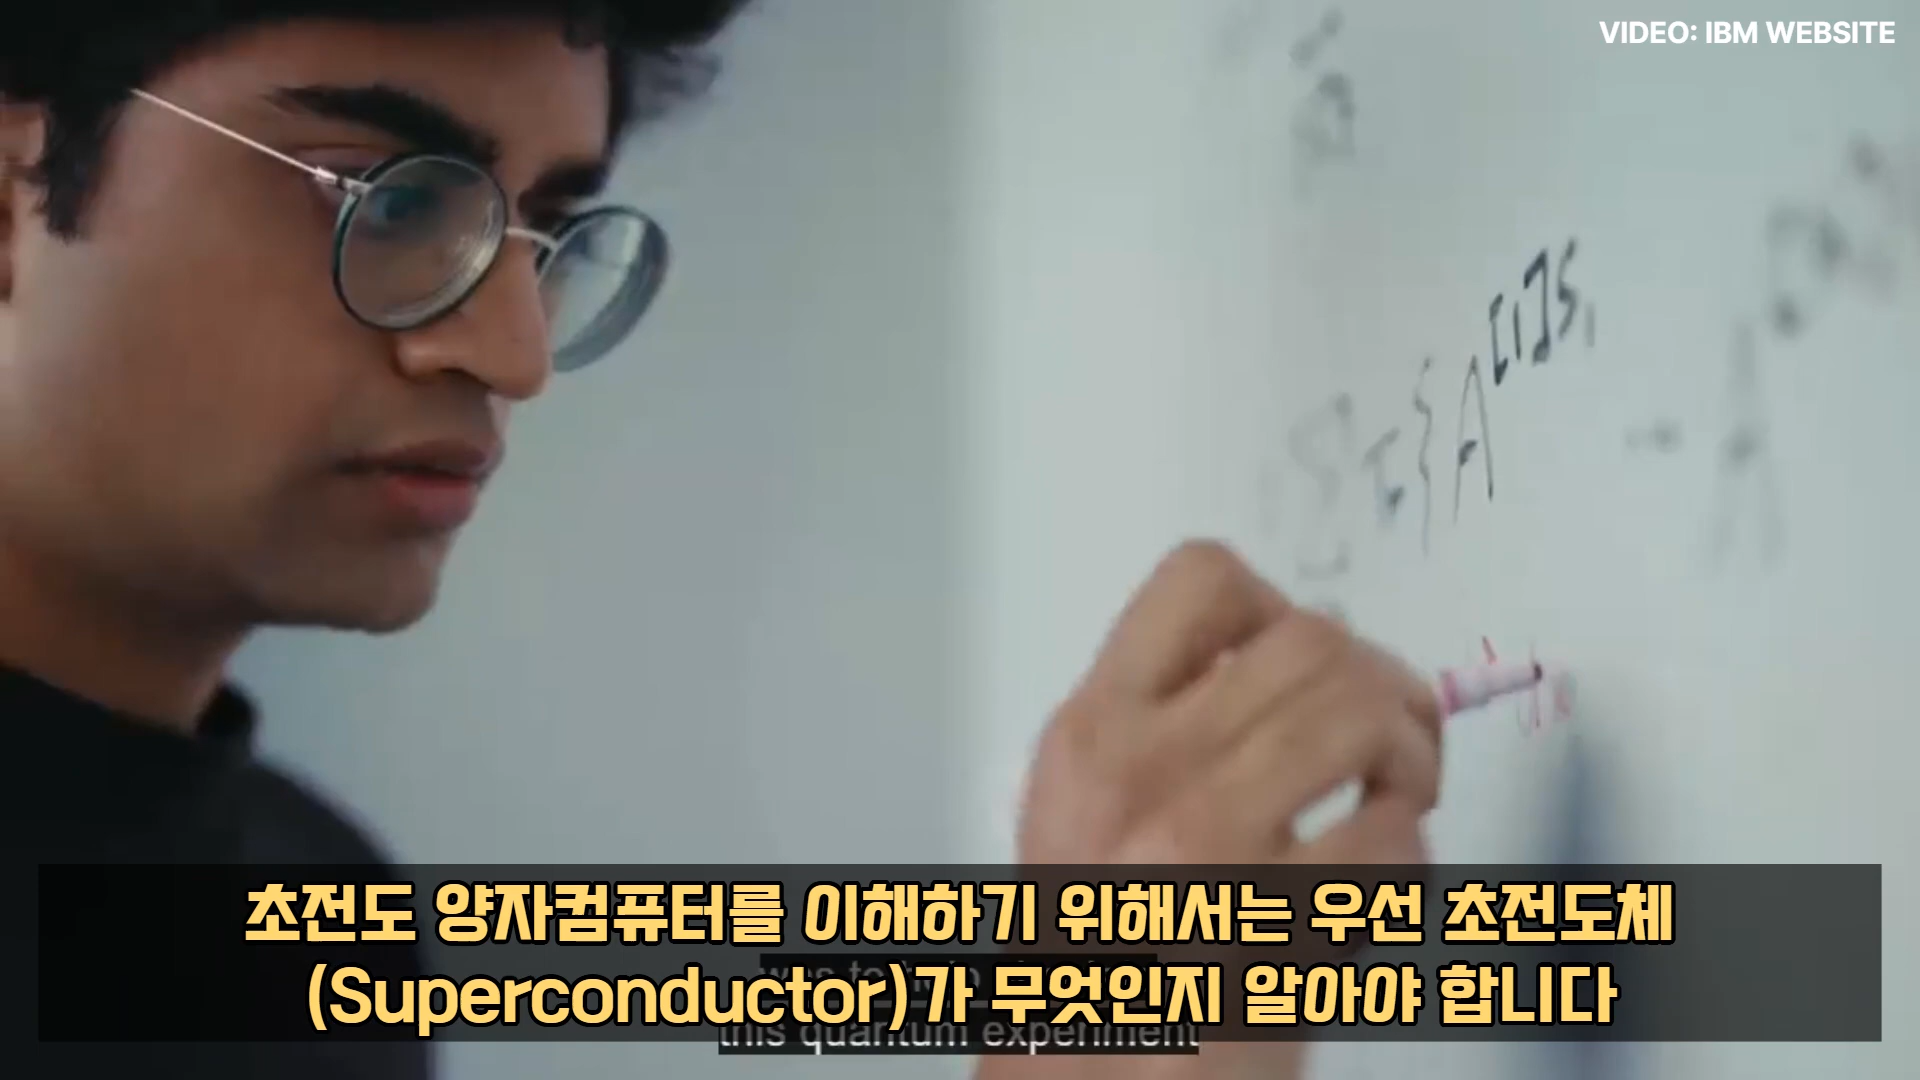 VIDEO: IBM WEBSITE
A[1]S,
초전도 양자컴퓨터를 이해하기 위해서는 우선 초전도체
(Superconductor)가 무엇인지 알아야 합니다
this quantum experiment